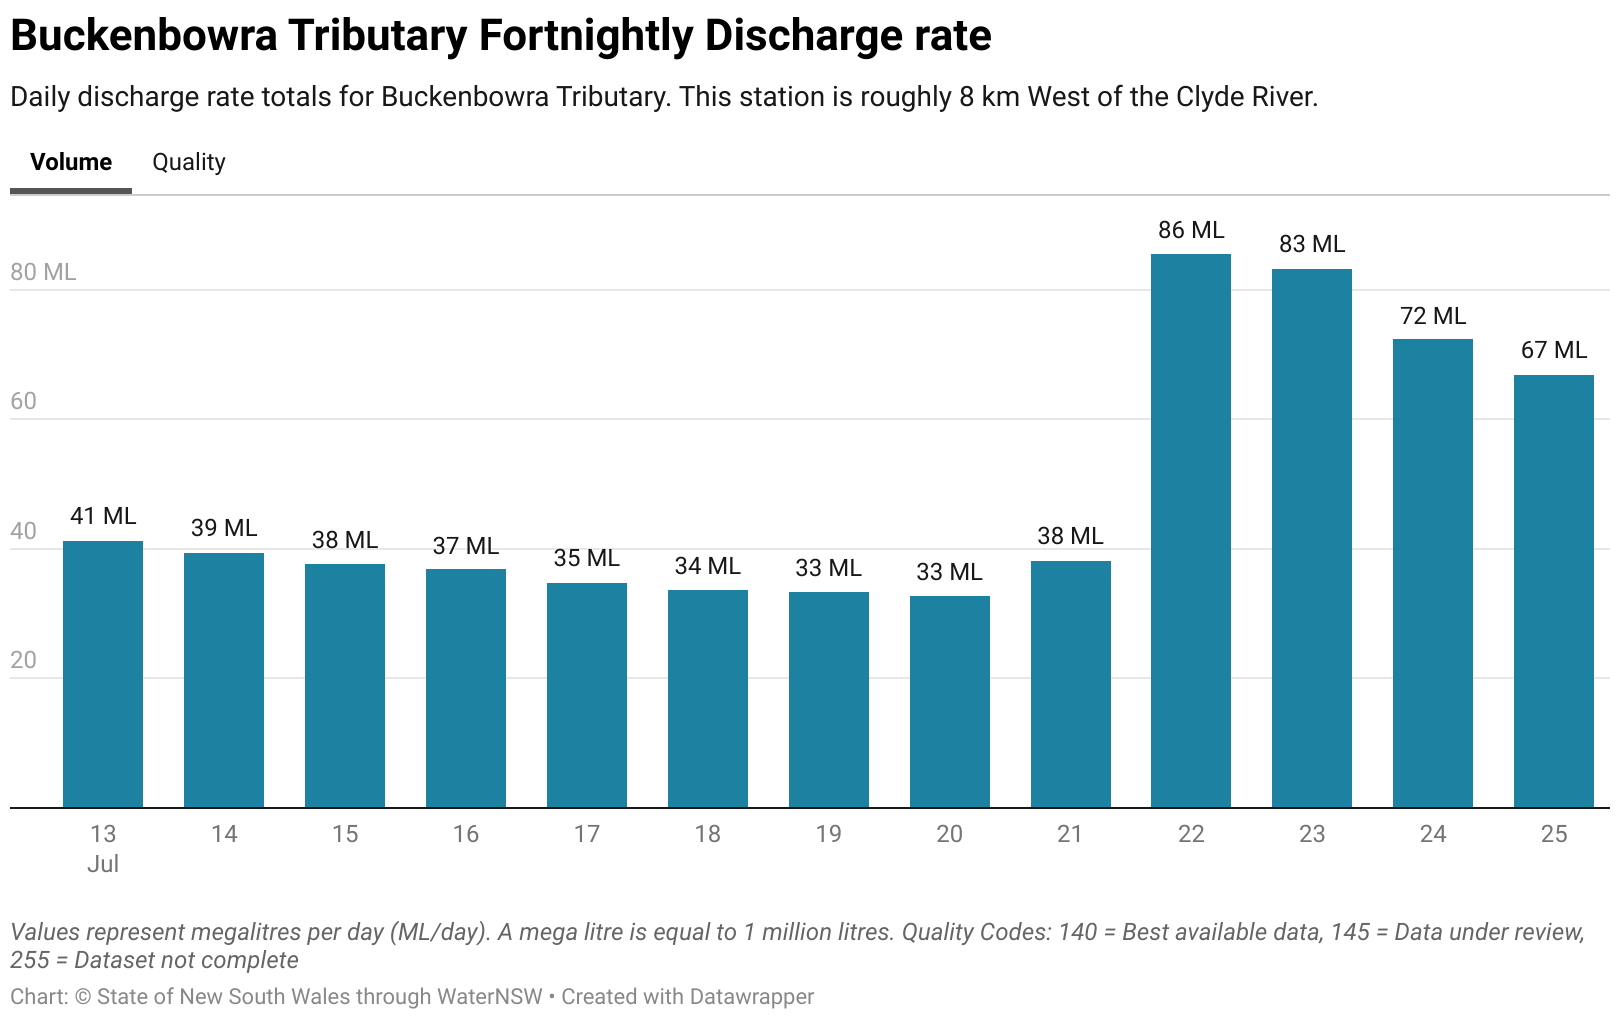 Buckenbowra Tributary Fortnightly Discharge rate
Daily discharge rate totals for Buckenbowra Tributary. This station is roughly 8 km West of the Clyde River.
Volume Quality
80 ML
60
40
20
41 ML
39 ML
38 ML
37 ML
35 ML
34 ML
33 ML
33 ML
38 ML
86 ML
83 ML
72 ML
67 ML
13 14 15 16 17 18 19 20 21 22 23 24 25
Jul
Values represent megalitres per day (ML/day). A mega litre is equal to 1 million litres. Quality Codes: 140 = Best available data, 145 = Data under review,
255 = Dataset not complete
Chart: © State of New South Wales through WaterNSW • Created with Datawrapper